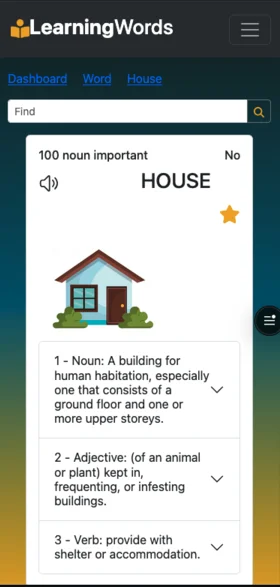 LearningWords
Dashboard Word House
Find
100 noun important No
HOUSE
1 - Noun: A building for
human habitation, especially
one that consists of a
ground floor and one or
more upper storeys.
2 - Adjective: (of an animal
or plant) kept in,
frequenting, or infesting
buildings.
3 - Verb: provide with
shelter or accommodation.